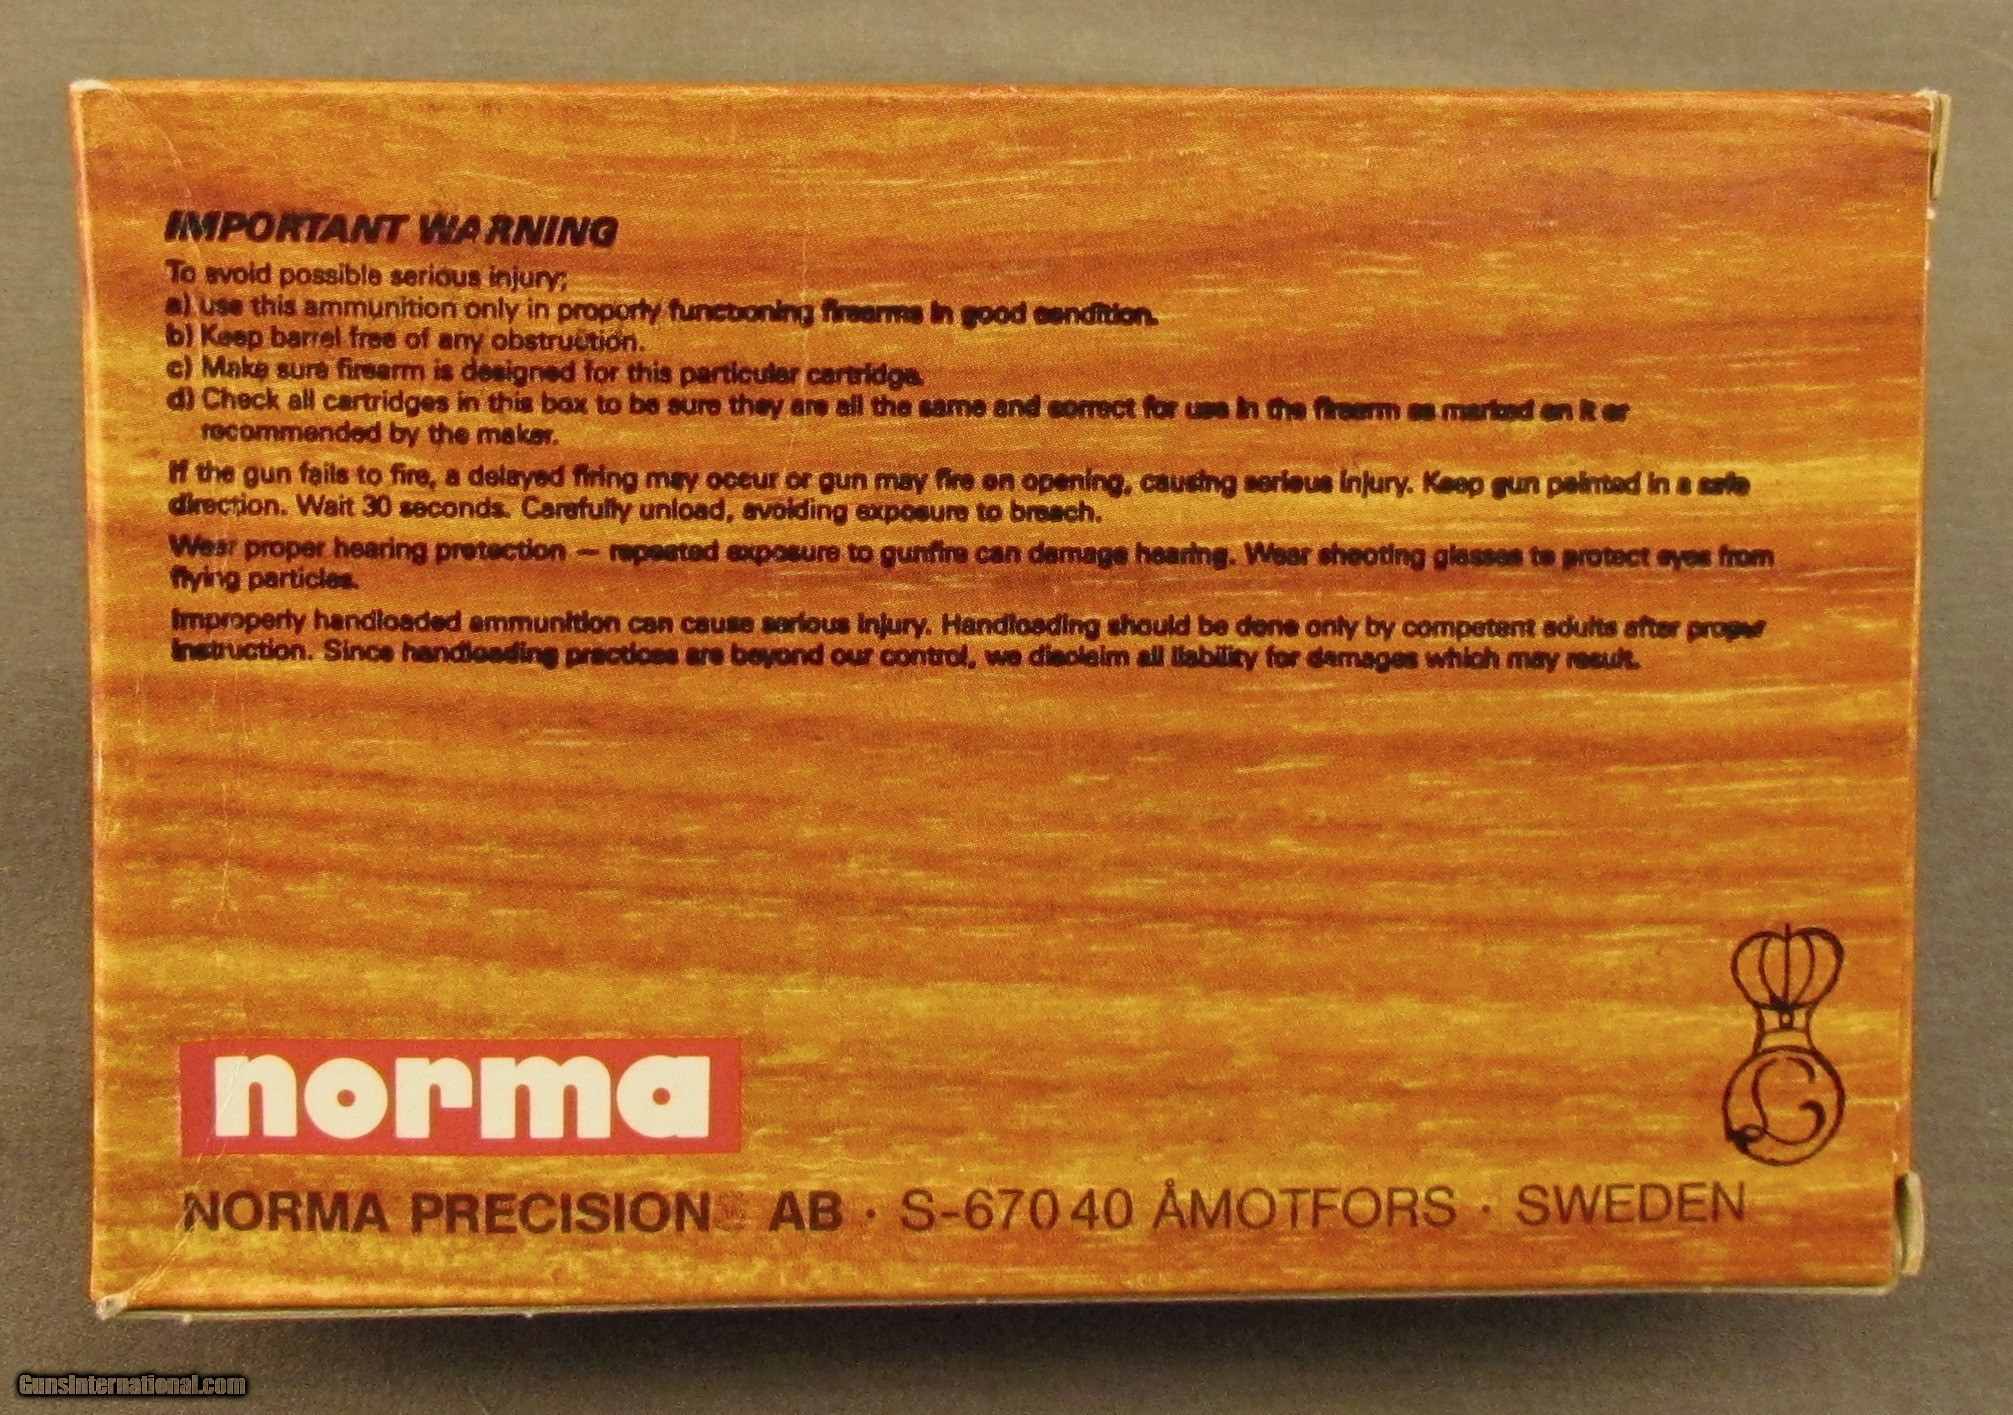 IMPORTANT WARNING
To avoid possible serious injury;
a) use this ammunition only in properly functioning firearms in good condition.
b) Keep barrel free of any obstruction.
c) Make sure firearm is designed for this particular cartridge.
d) Check all cartridges in this box to be sure they are all the same and correct for use in the firearm as marked on it or
recommended by the maker.
If the gun fails to fire, a delayed firing may occur or gun may fire on opening, causing serious injury. Keep gun pointed in a safe
direction. Wait 30 seconds. Carefully unload, avoiding exposure to breach.
Wear proper hearing protection — repeated exposure to gunfire can damage hearing. Wear shooting glasses to protect eyes from
flying particles.
Improperly handloaded ammunition can cause serious injury. Handloading should be done only by competent adults after proper
instruction. Since handloading practices are beyond our control, we disclaim all liability for damages which may result.
norma
NORMA PRECISION AB · S-670 40 ÅMOTFORS · SWEDEN
GunsInternational.com